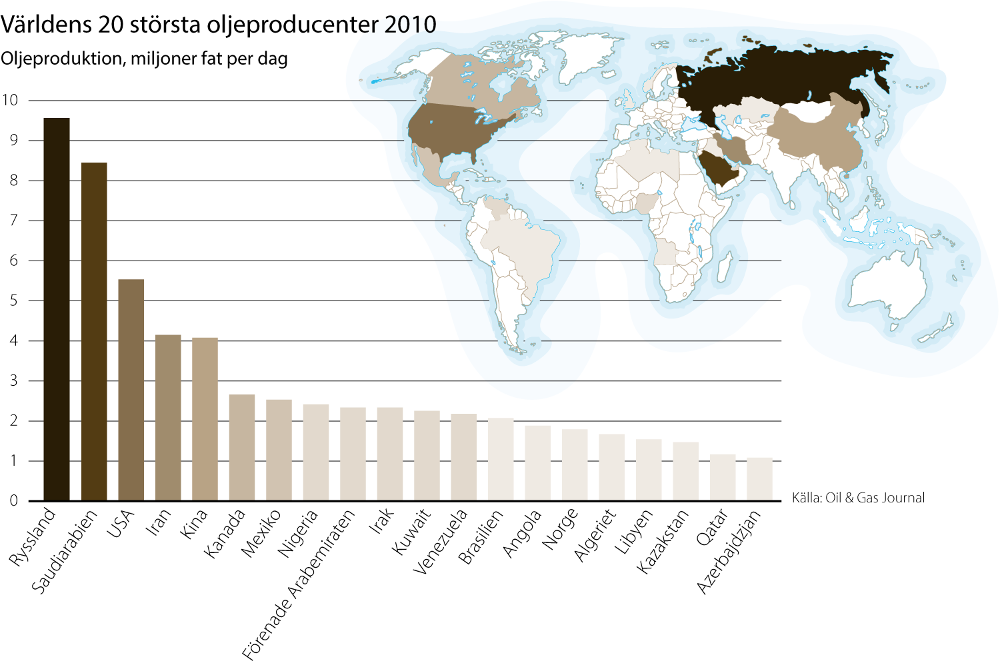 Världens 20 största oljeproducenter 2010
Oljeproduktion, miljoner fat per dag
10
9
8
7
6
5
4
3
2
1
0
Ryssland
Saudiarabien
USA
Iran
Kina
Kanada
Mexiko
Nigeria
Förenade Arabemiraten
Irak
Kuwait
Venezuela
Brasilien
Angola
Norge
Algeriet
Libyen
Kazakstan
Qatar
Azerbajdzjan
Källa: Oil & Gas Journal